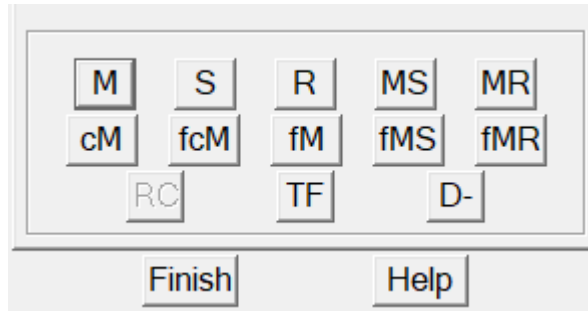 M S R MS MR
cM fcM fM fMS fMR
RC TF D-
Finish Help